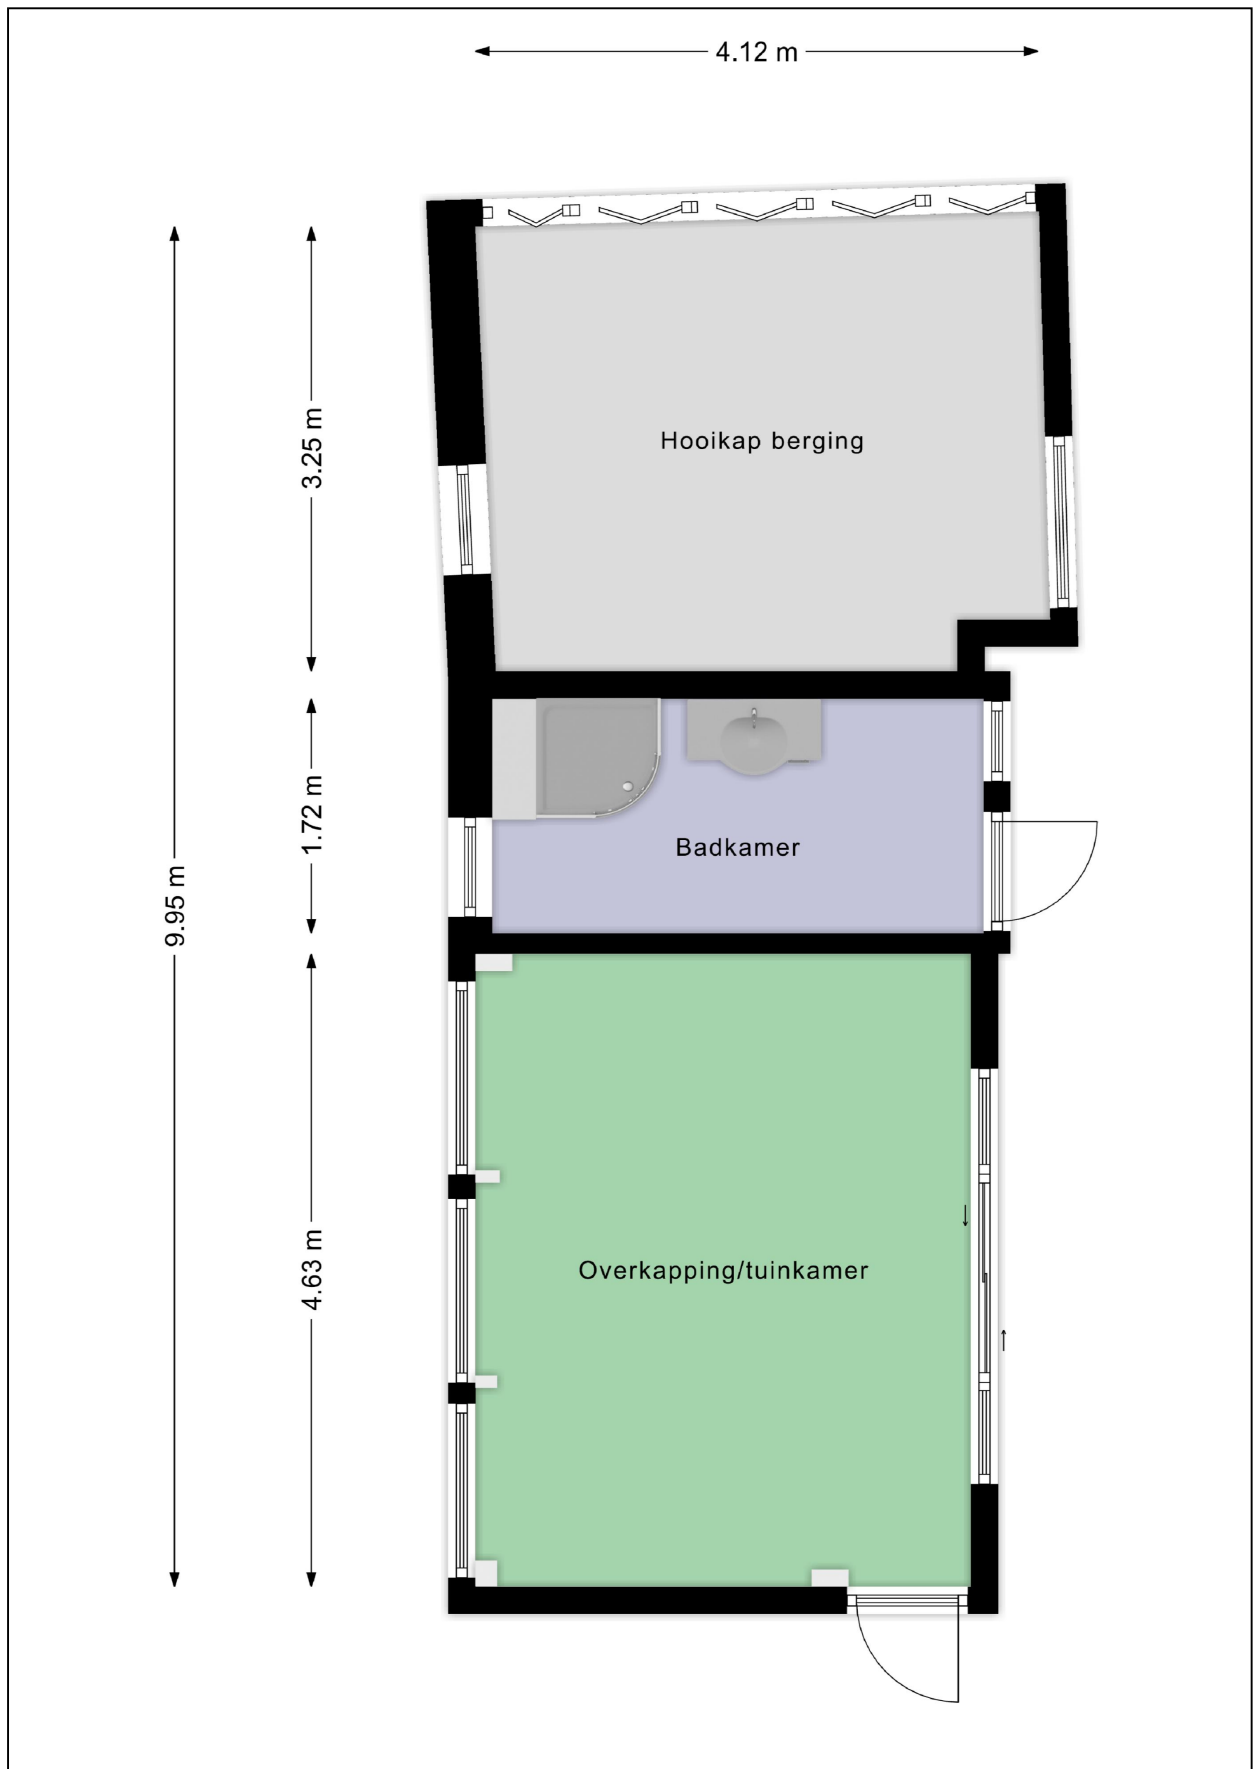 4.12 m
3.25 m
Hooikap berging
1.72 m
Badkamer
9.95 m
4.63 m
Overkapping/tuinkamer